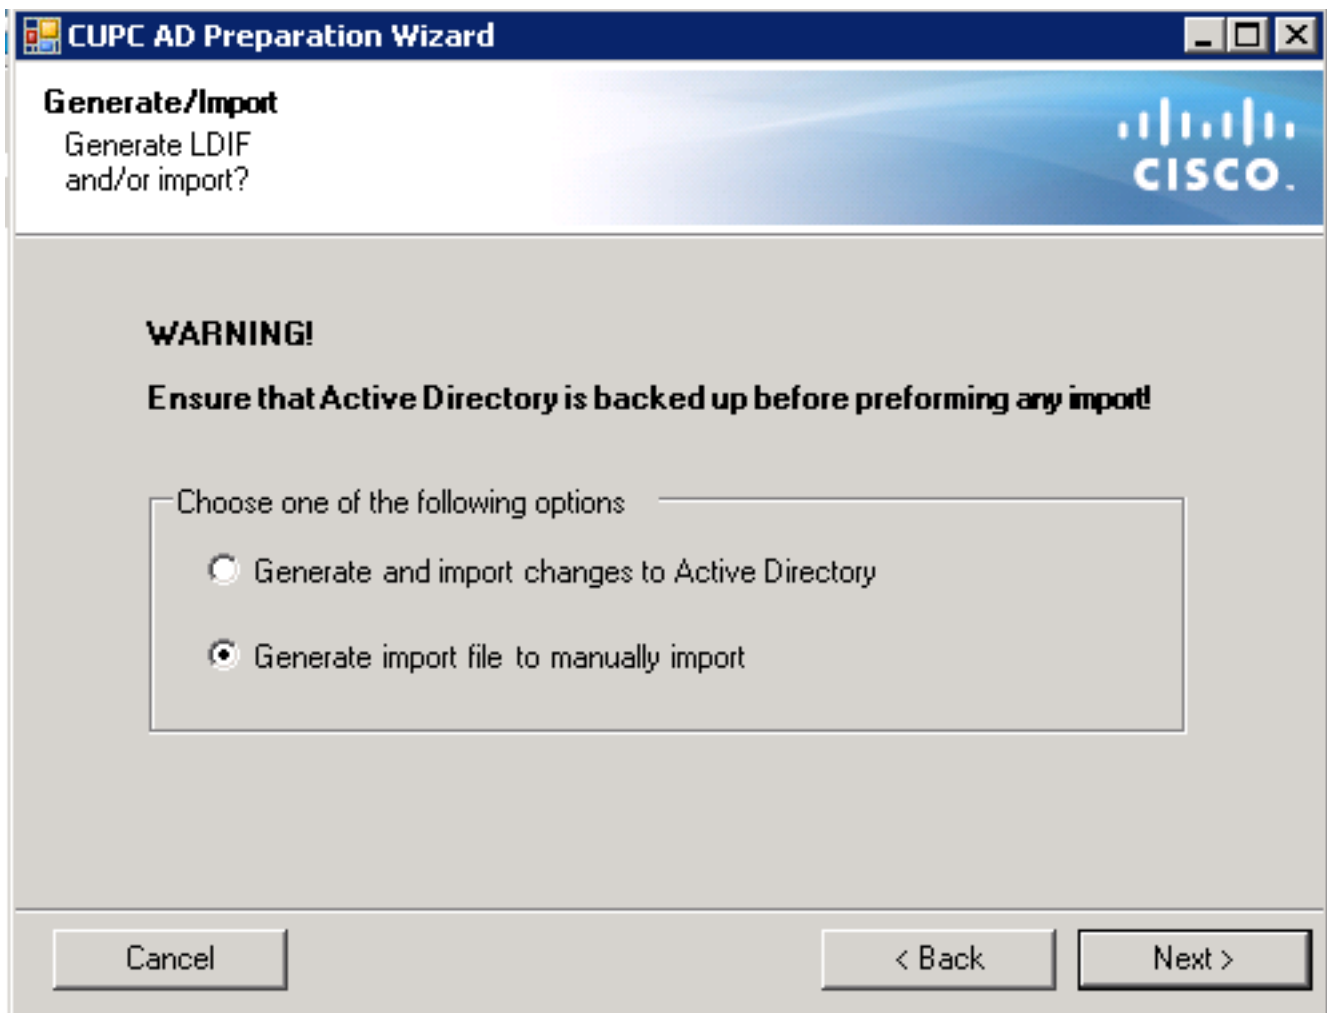 CUPC AD Preparation Wizard
Generate/Import
Generate LDIF
and/or import?
CISCO.
WARNING!
Ensure that Active Directory is backed up before preforming any import!
Choose one of the following options
Generate and import changes to Active Directory
Generate import file to manually import
Cancel
< Back
Next >